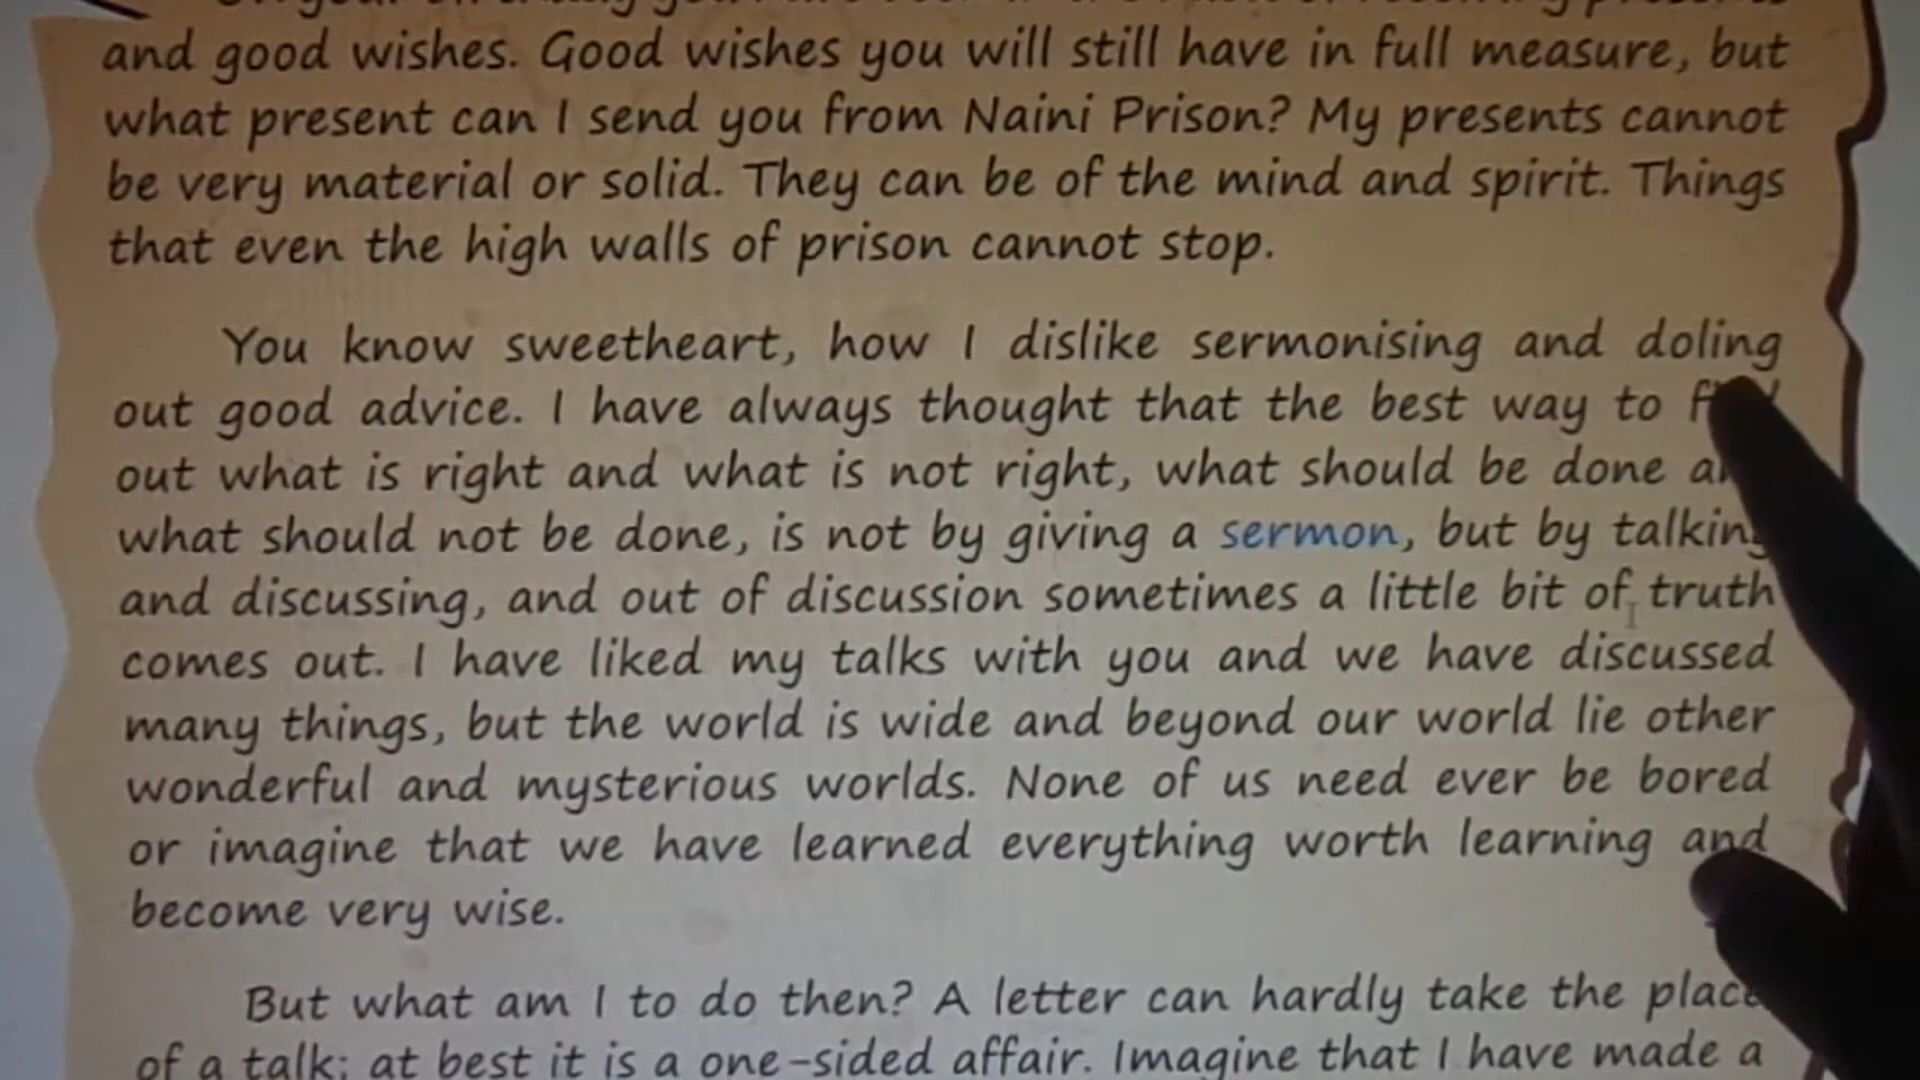 and good wishes. Good wishes you will still have in full measure, but
what present can I send you from Naini Prison? My presents cannot
be very material or solid. They can be of the mind and spirit. Things
that even the high walls of prison cannot stop.
You know sweetheart, how I dislike sermonising and doling
out good advice. I have always thought that the best way to
out what is right and what is not right, what should be done
what should not be done, is not by giving a sermon, but by talking
and discussing, and out of discussion sometimes a little bit of truth
comes out. I have liked my talks with you and we have discussed
many things, but the world is wide and beyond our world lie other
wonderful and mysterious worlds. None of us need ever be bored
or imagine that we have learned everything worth learning and
become very wise.
But what am I to do then? A letter can hardly take the place
of a talk; at best it is a one-sided affair. Imagine that I have made a